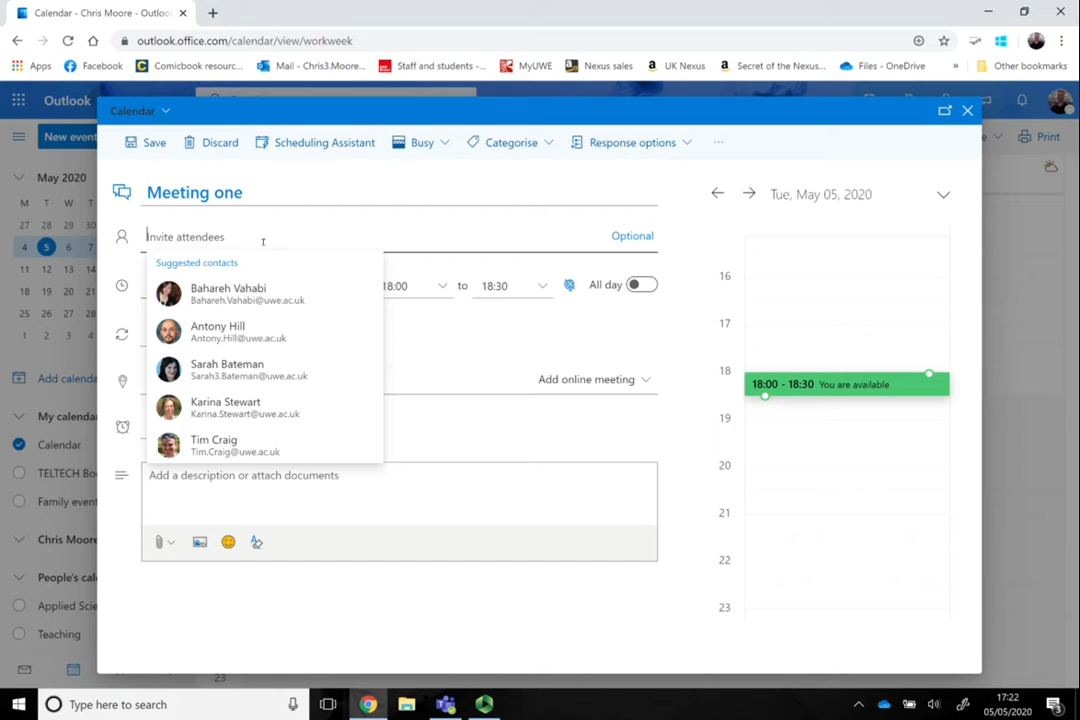 Calendar - Chris Moore - Outloo
outlook.office.com/calendar/view/workweek
Apps Facebook Comicbook resourc... Mail - Chris3.Moore... Staff and students -... MyUWE Nexus sales UK Nexus Secret of the Nexus... Files - OneDrive » Other bookmarks
Outlook
Calendar
New event
Print
Save Discard Scheduling Assistant Busy Categorise Response options ...
May 2020
M T W T
27 28 29 30
4 5 6 7
11 12 13 14
18 19 20 21
25 26 27 28
1 2 3 4
Add calenda
My calendar
Calendar
TELTECH Bo
Family event
Chris Moore
People's cal
Applied Scie
Teaching
Meeting one
Invite attendees
Optional
Suggested contacts
Bahareh Vahabi
Bahareh.Vahabi@uwe.ac.uk
Antony Hill
Antony.Hill@uwe.ac.uk
Sarah Bateman
Sarah3.Bateman@uwe.ac.uk
Karina Stewart
Karina.Stewart@uwe.ac.uk
Tim Craig
Tim.Craig@uwe.ac.uk
18:00 to 18:30 All day
Add online meeting
Add a description or attach documents
Tue, May 05, 2020
16
17
18
18:00 - 18:30 You are available
19
20
21
22
23
23
Type here to search
17:22
05/05/2020
3